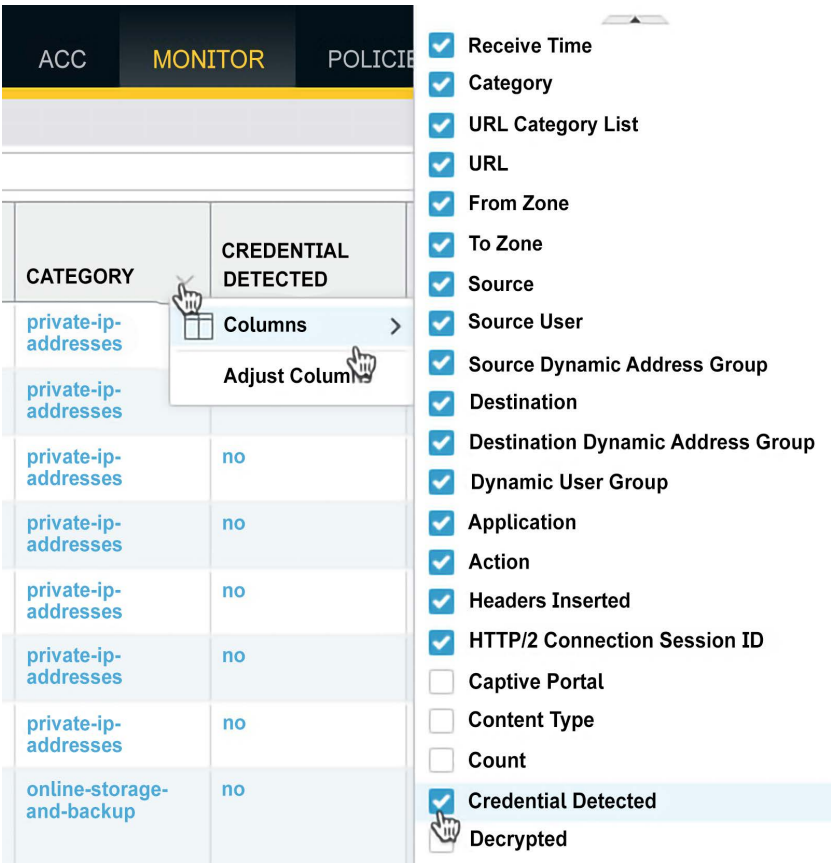 ACC
MONITOR
POLICIE
CATEGORY
CREDENTIAL
DETECTED
Columns
Adjust Colum
private-ip-
addresses
private-ip-
addresses
private-ip-
addresses
no
private-ip-
addresses
no
private-ip-
addresses
no
private-ip-
addresses
no
private-ip-
addresses
no
online-storage-
and-backup
no
Receive Time
Category
URL Category List
URL
From Zone
To Zone
Source
Source User
Source Dynamic Address Group
Destination
Destination Dynamic Address Group
Dynamic User Group
Application
Action
Headers Inserted
HTTP/2 Connection Session ID
Captive Portal
Content Type
Count
Credential Detected
Decrypted